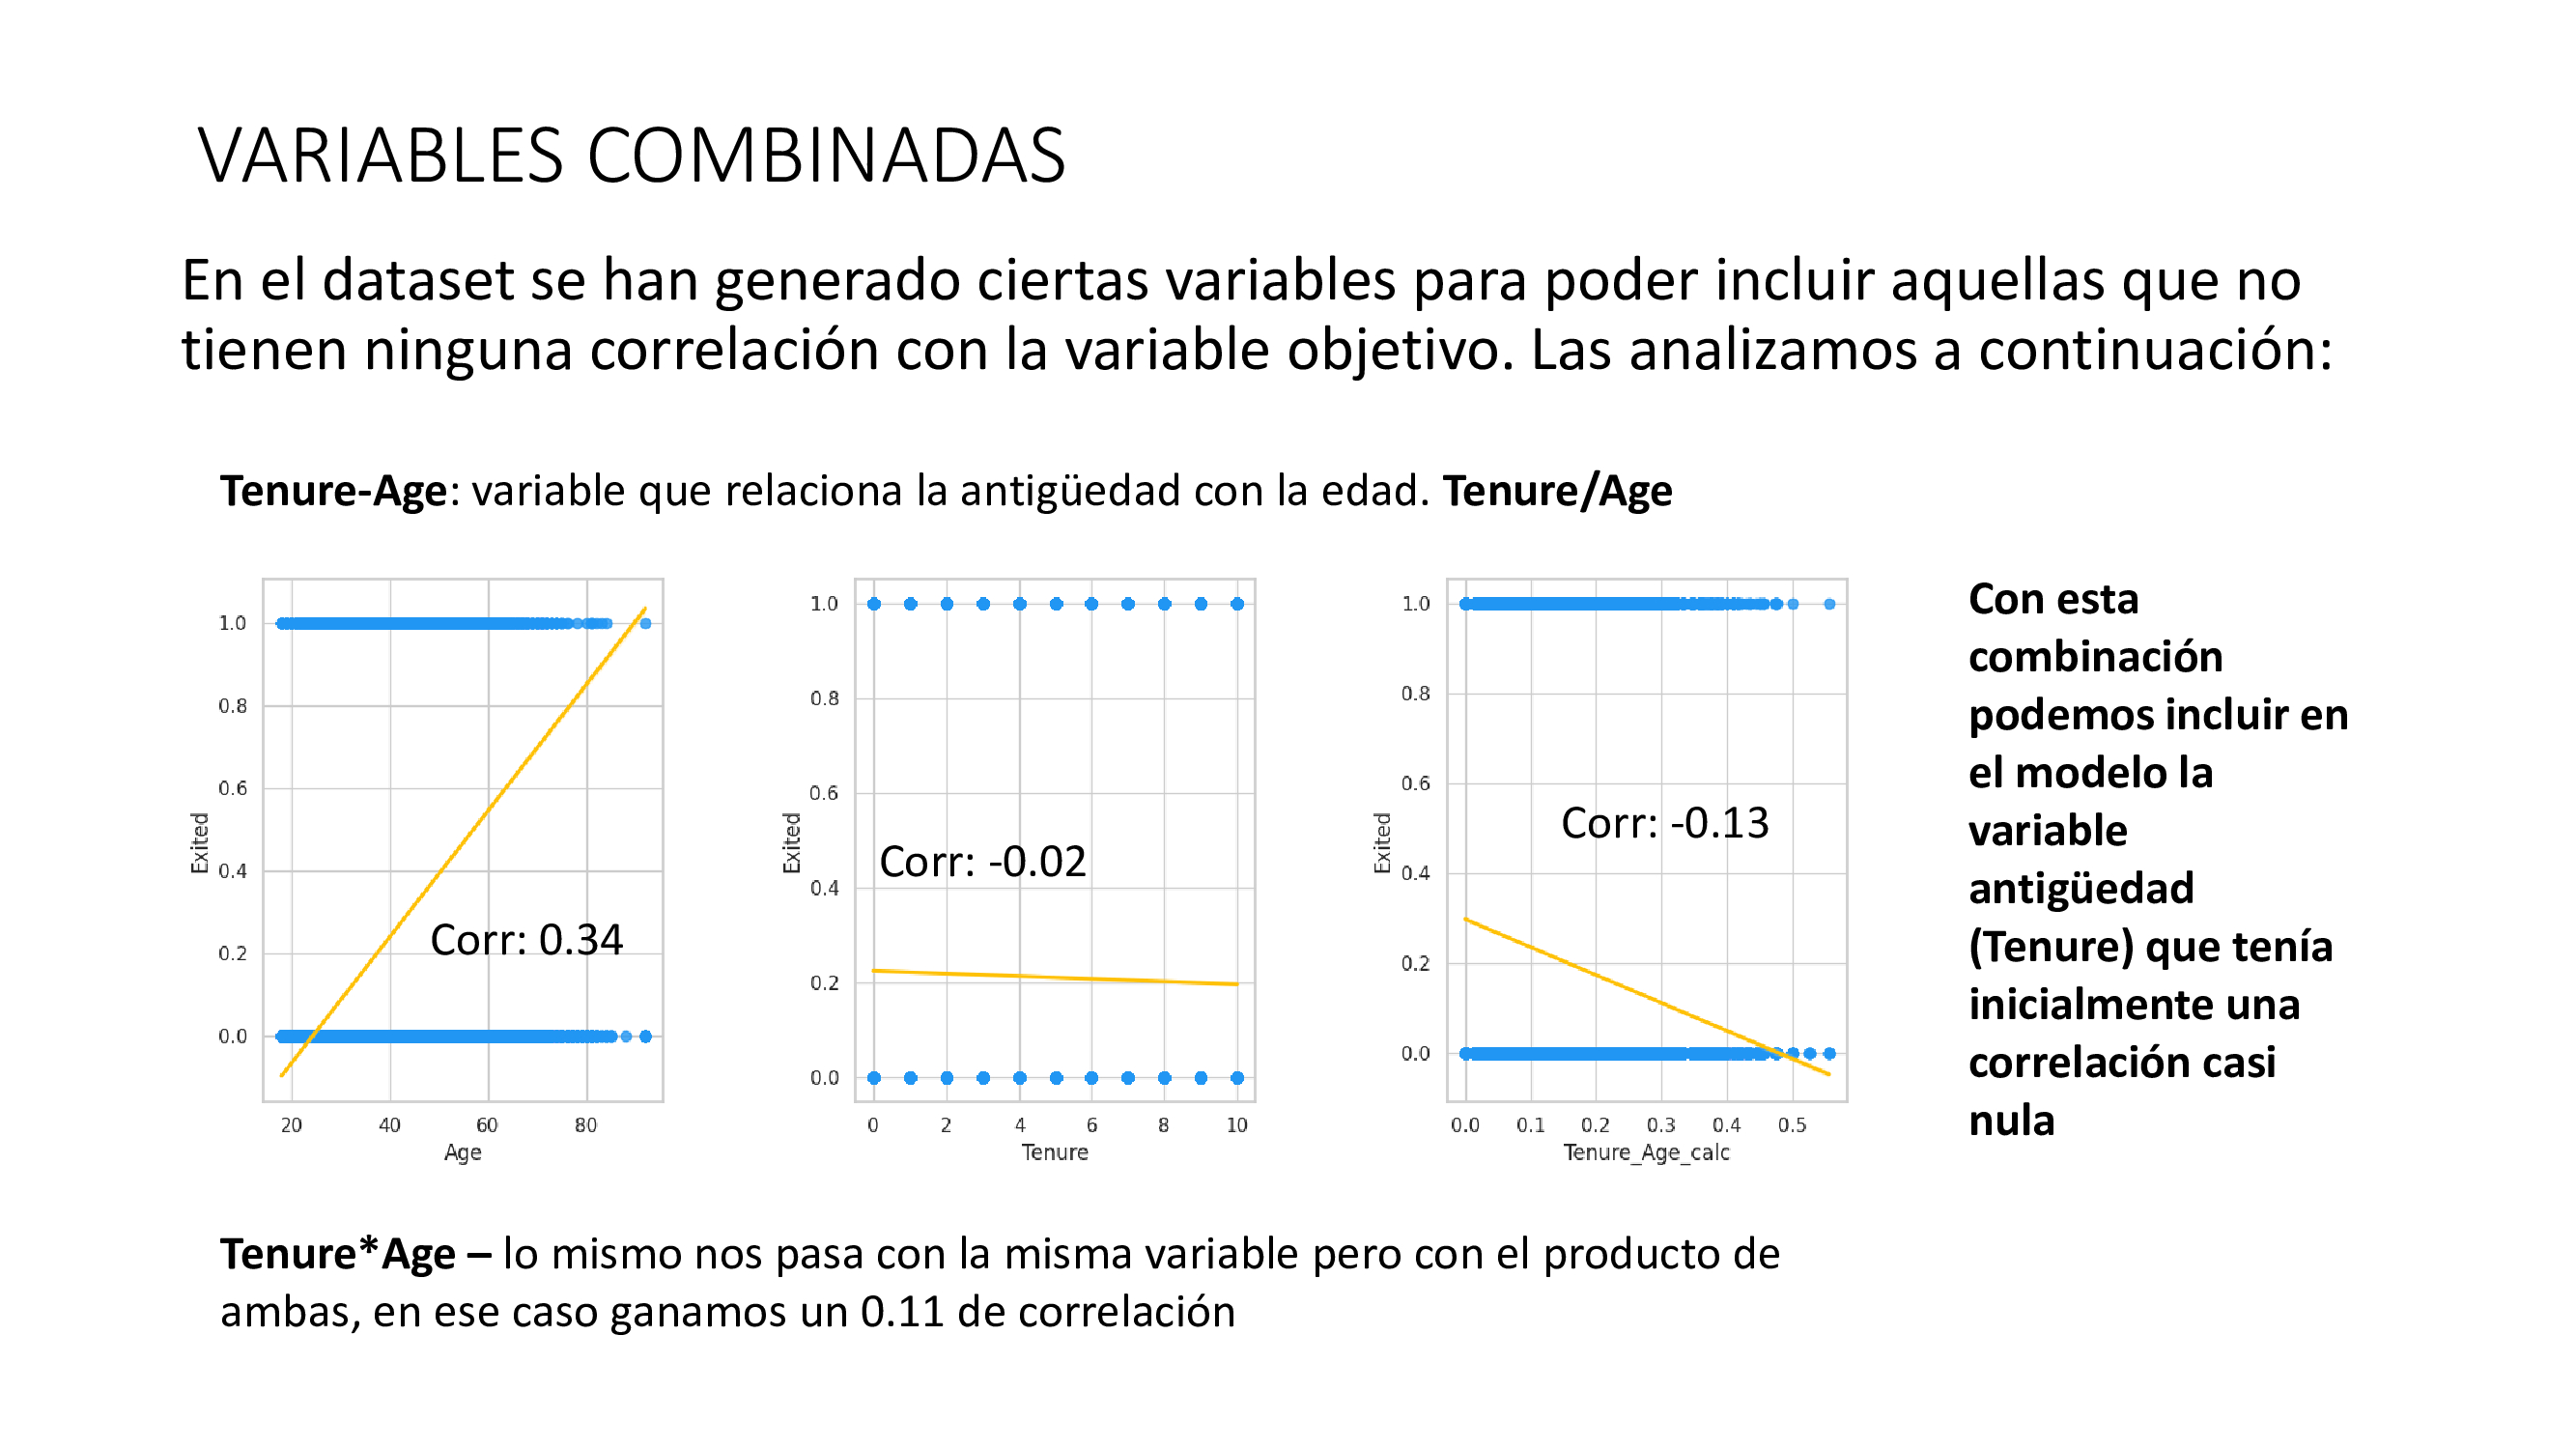 VARIABLES COMBINADAS
En el dataset se han generado ciertas variables para poder incluir aquellas que no
tienen ninguna correlación con la variable objetivo. Las analizamos a continuación:
Tenure-Age: variable que relaciona la antigüedad con la edad. Tenure/Age
1.0
0.8
0.6
0.4
0.2
0.0
Exited
Corr: 0.34
20 40 60 80
Age
1.0
0.8
0.6
0.4
0.2
0.0
Exited
Corr: -0.02
0 2 4 6 8 10
Tenure
1.0
0.8
0.6
0.4
0.2
0.0
Exited
Corr: -0.13
0.0 0.1 0.2 0.3 0.4 0.5
Tenure_Age_calc
Con esta
combinación
podemos incluir en
el modelo la
variable
antigüedad
(Tenure) que tenía
inicialmente una
correlación casi
nula
Tenure*Age – lo mismo nos pasa con la misma variable pero con el producto de
ambas, en ese caso ganamos un 0.11 de correlación